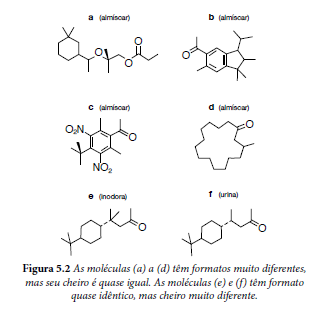 a (almíscar) b (almíscar)
O
O
O
O
c (almíscar) d (almíscar)
O₂N
O
O
NO₂
e (inodora) f (urina)
O
O
Figura 5.2 As moléculas (a) a (d) têm formatos muito diferentes,
mas seu cheiro é quase igual. As moléculas (e) e (f) têm formato
quase idêntico, mas cheiro muito diferente.